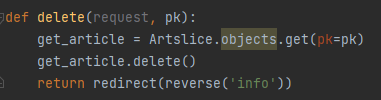 def delete(request, pk):
    get_article = Artslice.objects.get(pk=pk)
    get_article.delete()
    return redirect(reverse('info'))